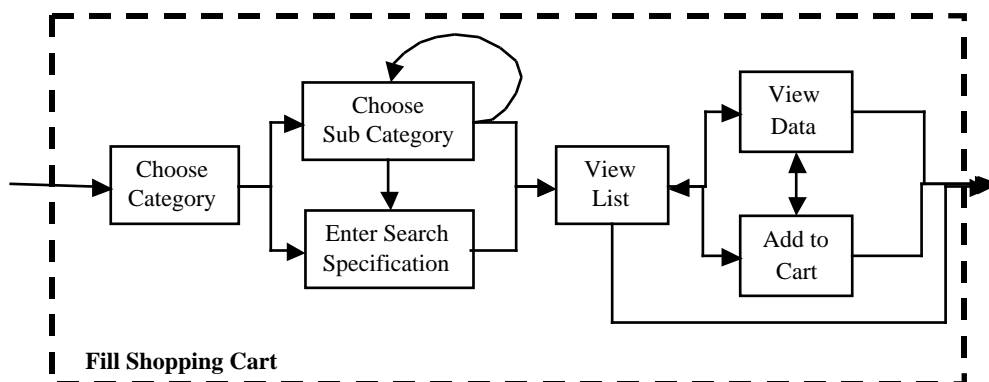 Choose
Category
Choose
Sub Category
Enter Search
Specification
View
List
View
Data
Add to
Cart
Fill Shopping Cart